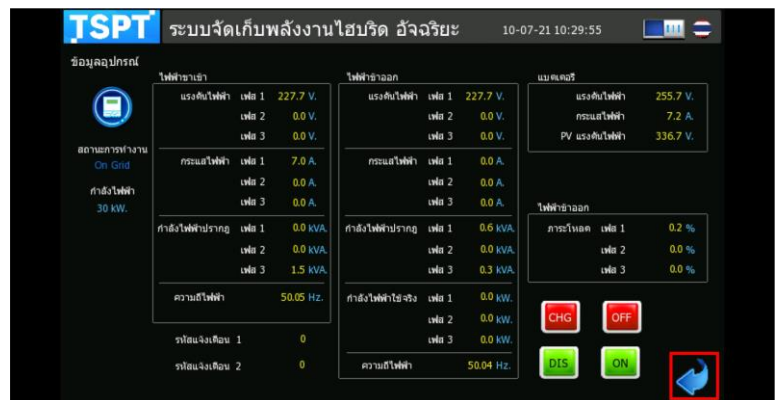 TSPT ระบบจัดเก็บพลังงานไฮบริด อัจฉริยะ 10-07-21 10:29:55
ข้อมูลอุปกรณ์
สถานะการทำงาน
On Grid
กำลังไฟฟ้า
30 kW.
ไฟฟ้าขาเข้า
แรงดันไฟฟ้า เฟส 1 227.7 V.
เฟส 2 0.0 V.
เฟส 3 0.0 V.
กระแสไฟฟ้า เฟส 1 7.0 A.
เฟส 2 0.0 A.
เฟส 3 0.0 A.
กำลังไฟฟ้าปรากฎ เฟส 1 0.0 kVA.
เฟส 2 0.0 kVA.
เฟส 3 1.5 kVA.
ความถี่ไฟฟ้า 50.05 Hz.
รหัสแจ้งเตือน 1 0
รหัสแจ้งเตือน 2 0
ไฟฟ้าขาออก
แรงดันไฟฟ้า เฟส 1 227.7 V.
เฟส 2 0.0 V.
เฟส 3 0.0 V.
กระแสไฟฟ้า เฟส 1 0.0 A.
เฟส 2 0.0 A.
เฟส 3 0.0 A.
กำลังไฟฟ้าปรากฎ เฟส 1 0.6 kVA.
เฟส 2 0.0 kVA.
เฟส 3 0.3 kVA.
กำลังไฟฟ้าใช้จริง เฟส 1 0.0 kW.
เฟส 2 0.0 kW.
เฟส 3 0.0 kW.
ความถี่ไฟฟ้า 50.04 Hz.
แบตเตอรี่
แรงดันไฟฟ้า 255.7 V.
กระแสไฟฟ้า 7.2 A.
PV แรงดันไฟฟ้า 336.7 V.
ไฟฟ้าขาออก
ภาระโหลด เฟส 1 0.2 %
เฟส 2 0.0 %
เฟส 3 0.0 %
CHG OFF
DIS ON